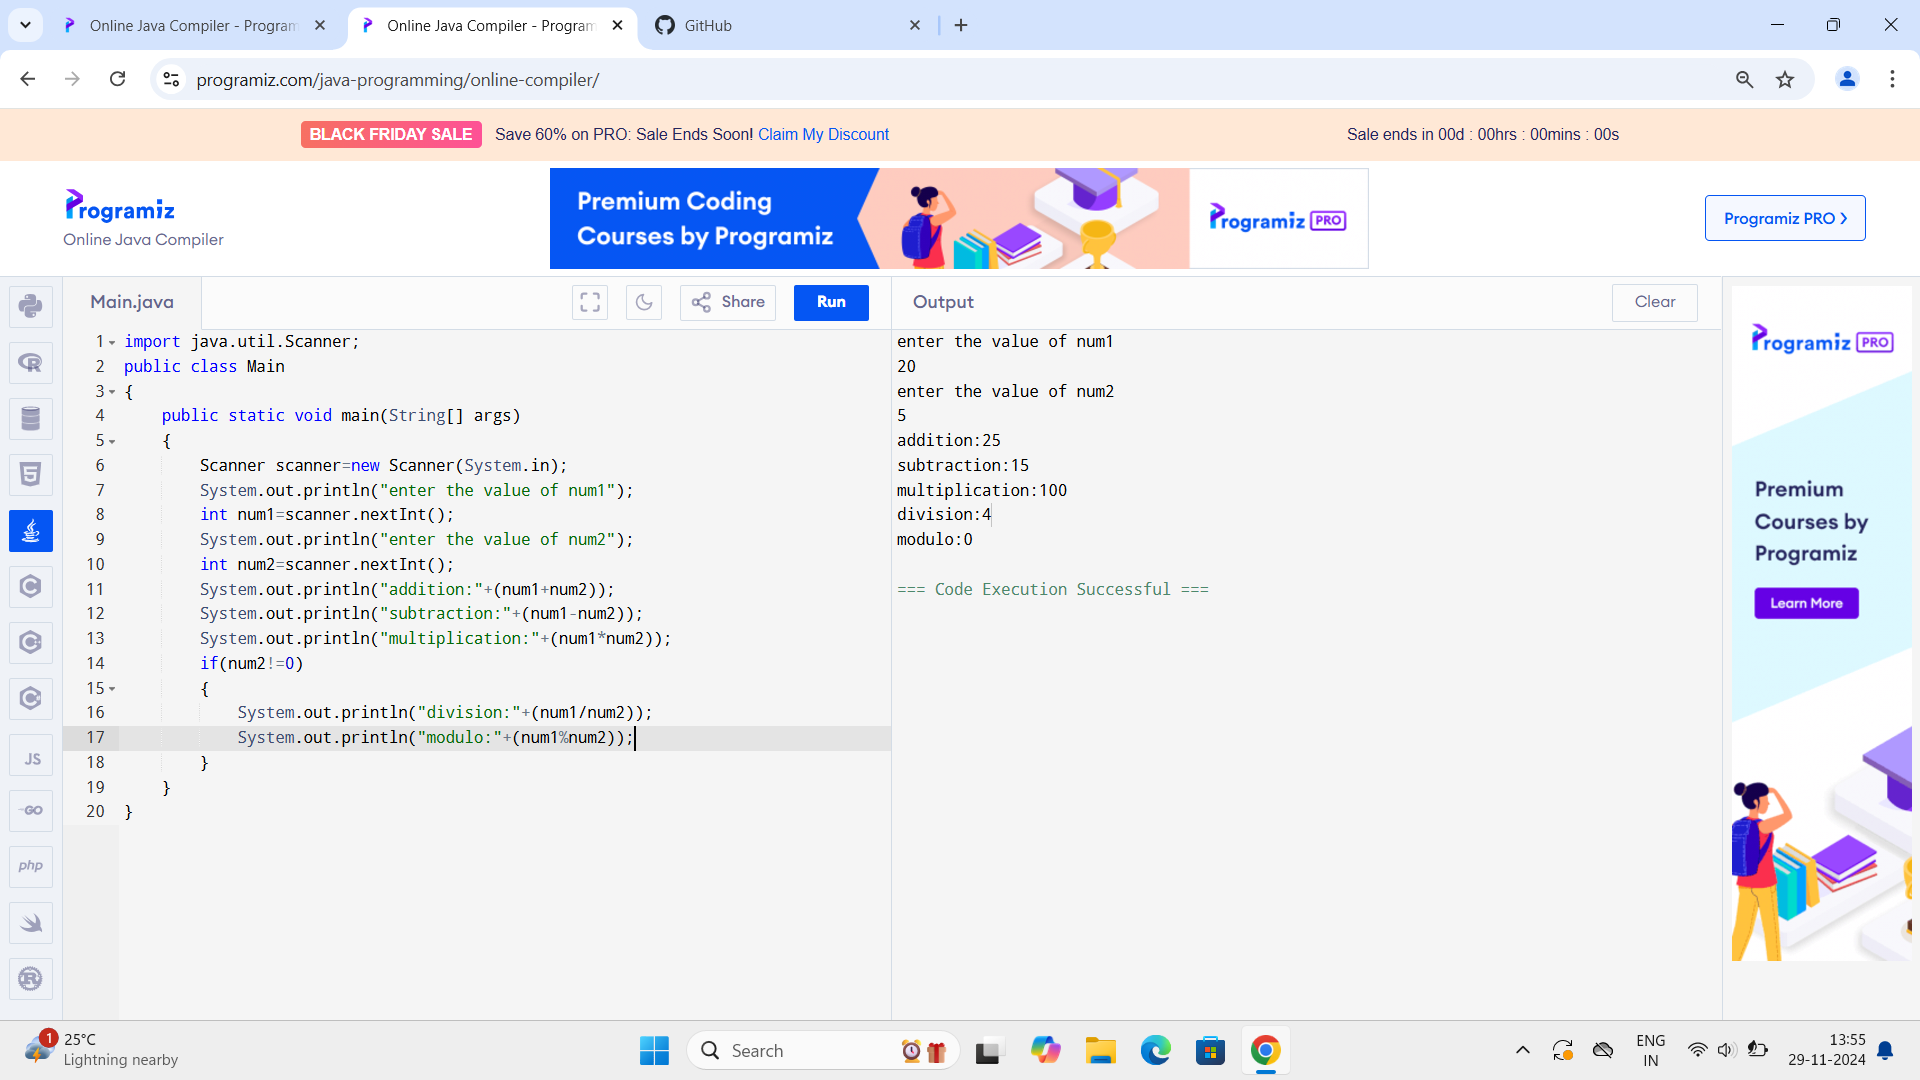 Online Java Compiler - Program
Online Java Compiler - Program
GitHub
programiz.com/java-programming/online-compiler/
BLACK FRIDAY SALE Save 60% on PRO: Sale Ends Soon! Claim My Discount
Sale ends in 00d : 00hrs : 00mins : 00s
Programiz
Online Java Compiler
Premium Coding
Courses by Programiz
Programiz PRO
Programiz PRO
Main.java
Share
Run
Output
Clear
1 import java.util.Scanner;
2 public class Main
3 {
4 public static void main(String[] args)
5 {
6 Scanner scanner=new Scanner(System.in);
7 System.out.println("enter the value of num1");
8 int num1=scanner.nextInt();
9 System.out.println("enter the value of num2");
10 int num2=scanner.nextInt();
11 System.out.println("addition:"+(num1+num2));
12 System.out.println("subtraction:"+(num1-num2));
13 System.out.println("multiplication:"+(num1*num2));
14 if(num2!=0)
15 {
16 System.out.println("division:"+(num1/num2));
17 System.out.println("modulo:"+(num1%num2));
18 }
19 }
20 }
enter the value of num1
20
enter the value of num2
5
addition:25
subtraction:15
multiplication:100
division:4
modulo:0
=== Code Execution Successful ===
Programiz PRO
Premium
Courses by
Programiz
Learn More
R
5
C
C
C
JS
GO
php
R
1
25°C
Lightning nearby
Search
ENG
IN
13:55
29-11-2024